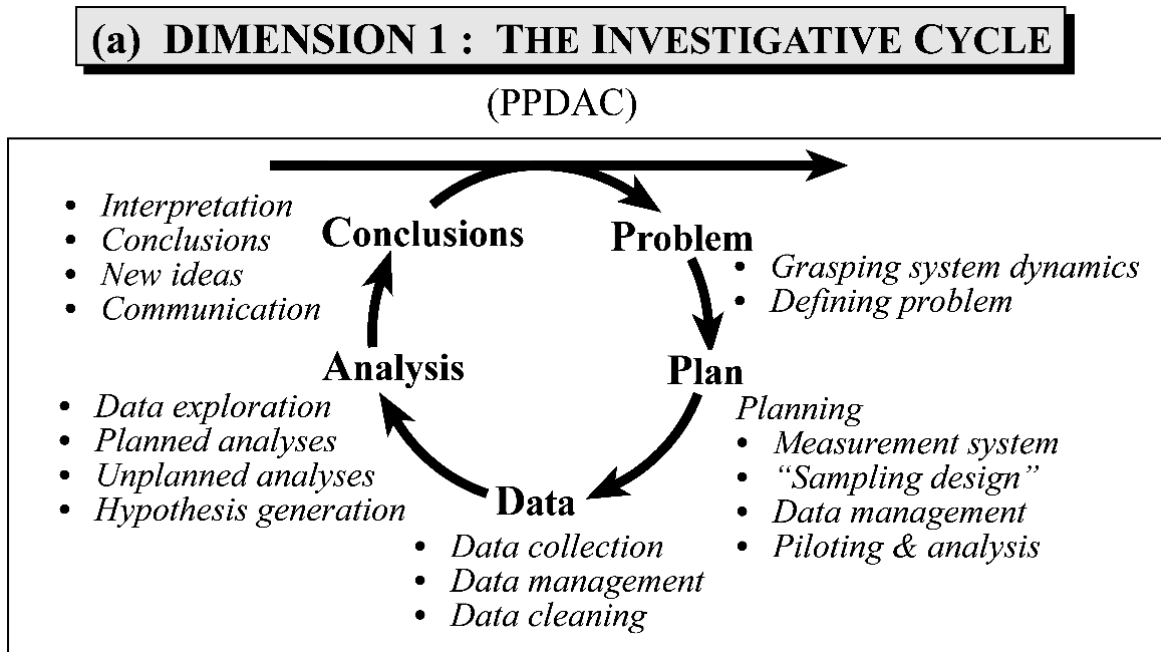 (a) DIMENSION 1 : THE INVESTIGATIVE CYCLE
(PPDAC)
Conclusions
• Interpretation
• Conclusions
• New ideas
• Communication
Problem
• Grasping system dynamics
• Defining problem
Plan
Planning
• Measurement system
• “Sampling design”
• Data management
• Piloting & analysis
Data
• Data collection
• Data management
• Data cleaning
Analysis
• Data exploration
• Planned analyses
• Unplanned analyses
• Hypothesis generation